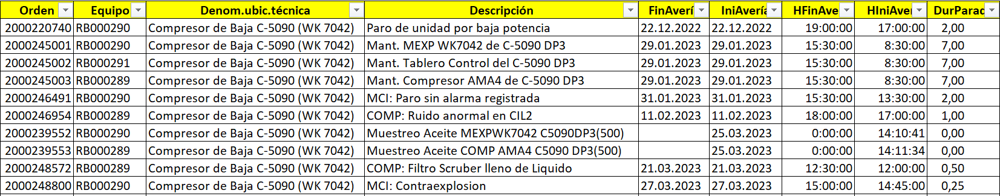 Orden Equipo Denom.ubic.técnica Descripción FinAverí IniAvería HFinAve HIniAver DurParad
2000220740 RB000290 Compresor de Baja C-5090 (WK 7042) Paro de unidad por baja potencia 22.12.2022 22.12.2022 19:00:00 17:00:00 2,00
2000245001 RB000290 Compresor de Baja C-5090 (WK 7042) Mant. MEXP WK7042 de C-5090 DP3 29.01.2023 29.01.2023 15:30:00 8:30:00 7,00
2000245002 RB000291 Compresor de Baja C-5090 (WK 7042) Mant. Tablero Control del C-5090 DP3 29.01.2023 29.01.2023 15:30:00 8:30:00 7,00
2000245003 RB000289 Compresor de Baja C-5090 (WK 7042) Mant. Compresor AMA4 de C-5090 DP3 29.01.2023 29.01.2023 15:30:00 8:30:00 7,00
2000246491 RB000290 Compresor de Baja C-5090 (WK 7042) MCI: Paro sin alarma registrada 31.01.2023 31.01.2023 15:30:00 13:30:00 2,00
2000246954 RB000289 Compresor de Baja C-5090 (WK 7042) COMP: Ruido anormal en CIL2 11.02.2023 11.02.2023 18:00:00 17:00:00 1,00
2000239552 RB000290 Compresor de Baja C-5090 (WK 7042) Muestreo Aceite MEXPWK7042 C5090DP3(500) 25.03.2023 0:00:00 14:10:41 0,00
2000239553 RB000289 Compresor de Baja C-5090 (WK 7042) Muestreo Aceite COMP AMA4 C5090 DP3(500) 25.03.2023 0:00:00 14:11:34 0,00
2000248572 RB000289 Compresor de Baja C-5090 (WK 7042) COMP: Filtro Scruber lleno de Liquido 21.03.2023 21.03.2023 12:30:00 12:00:00 0,50
2000248800 RB000290 Compresor de Baja C-5090 (WK 7042) MCI: Contraexplosion 27.03.2023 27.03.2023 15:00:00 14:45:00 0,25